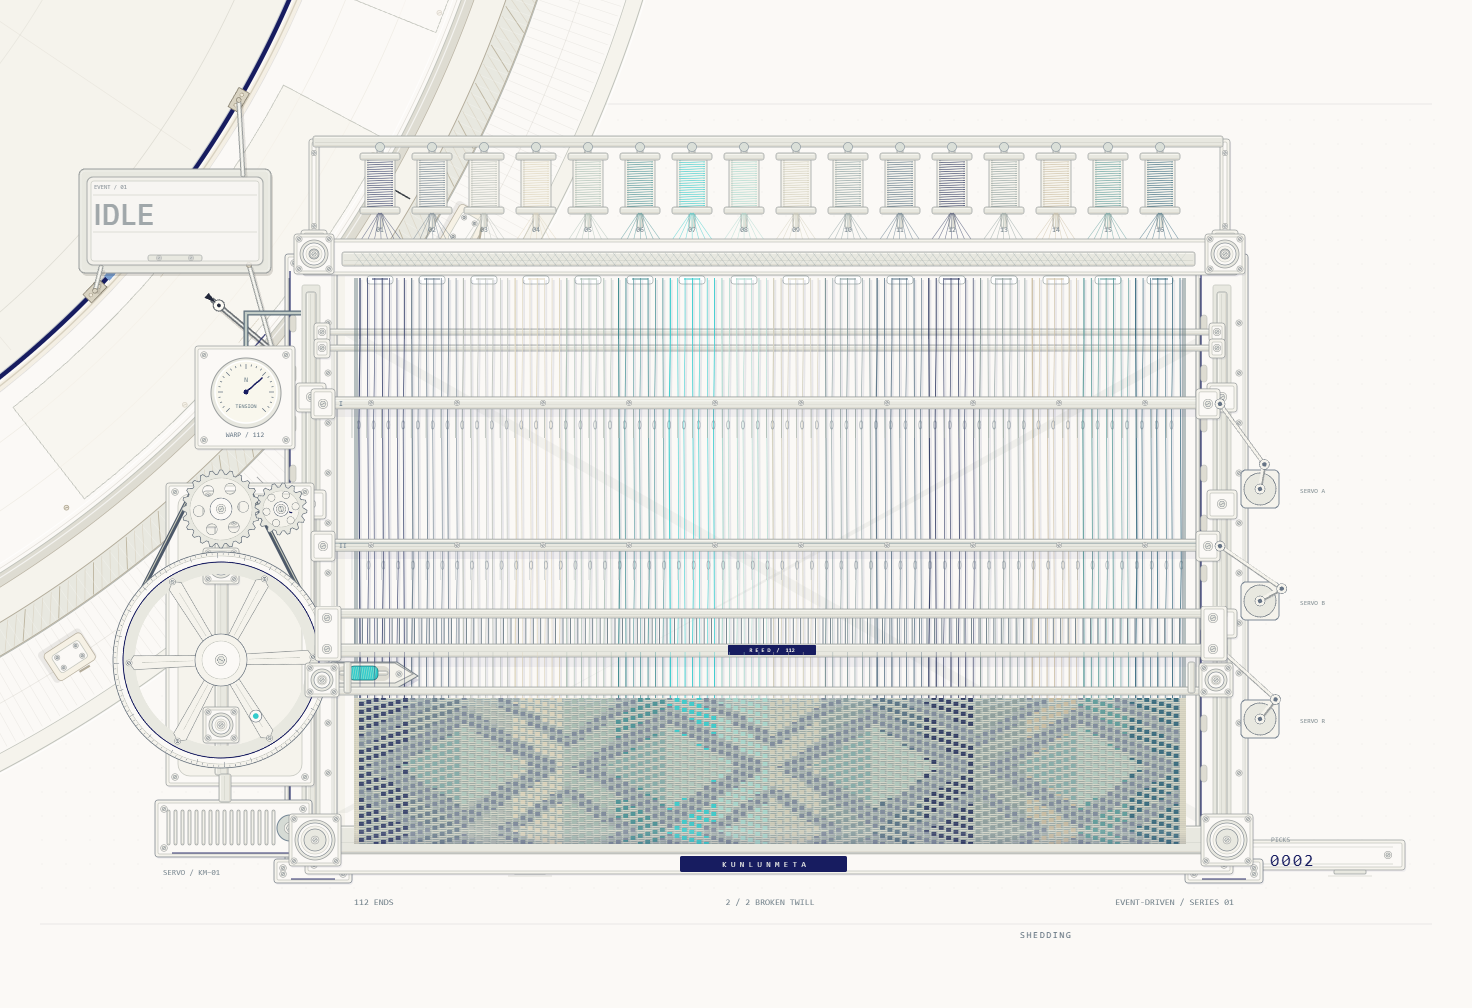 EVENT / 01
IDLE
01 02 03 04 05 06 07 08 09 10 11 12 13 14 15 16
N
TENSION
WARP / 112
I
II
SERVO A
SERVO B
REED / 112
SERVO R
PICKS
0002
KUNLUNMETA
SERVO / KM-01
112 ENDS
2 / 2 BROKEN TWILL
EVENT-DRIVEN / SERIES 01
SHEDDING